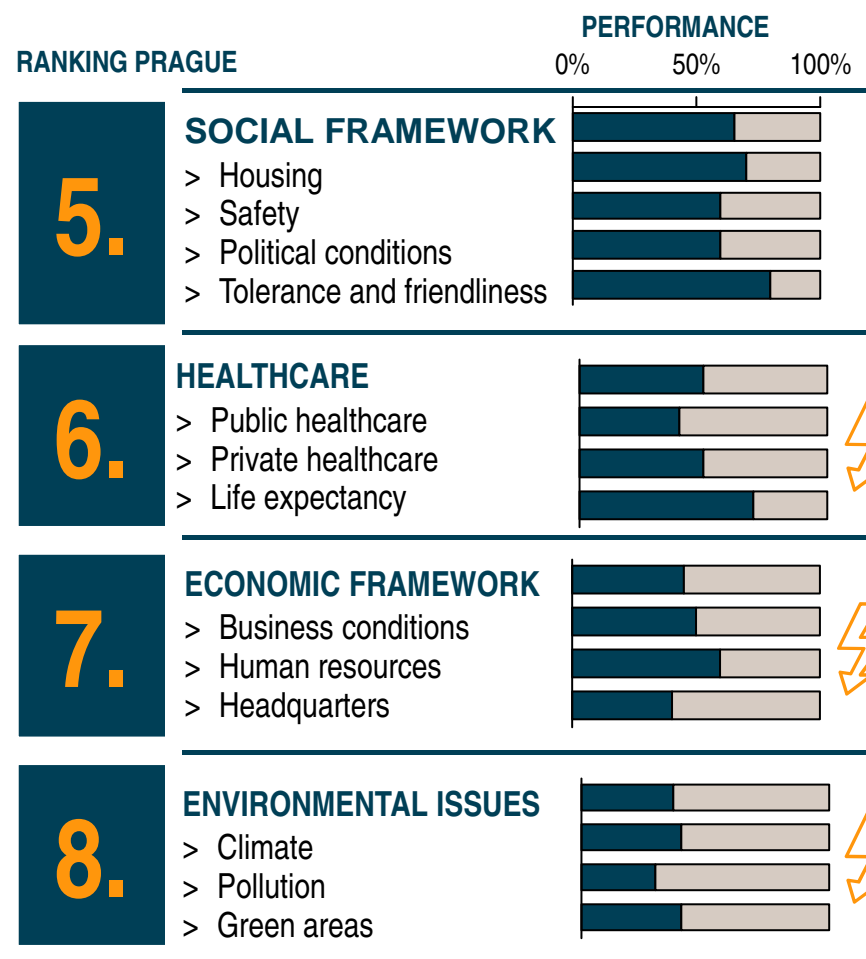 PERFORMANCE
RANKING PRAGUE 0% 50% 100%
5.
SOCIAL FRAMEWORK
> Housing
> Safety
> Political conditions
> Tolerance and friendliness
6.
HEALTHCARE
> Public healthcare
> Private healthcare
> Life expectancy
7.
ECONOMIC FRAMEWORK
> Business conditions
> Human resources
> Headquarters
8.
ENVIRONMENTAL ISSUES
> Climate
> Pollution
> Green areas